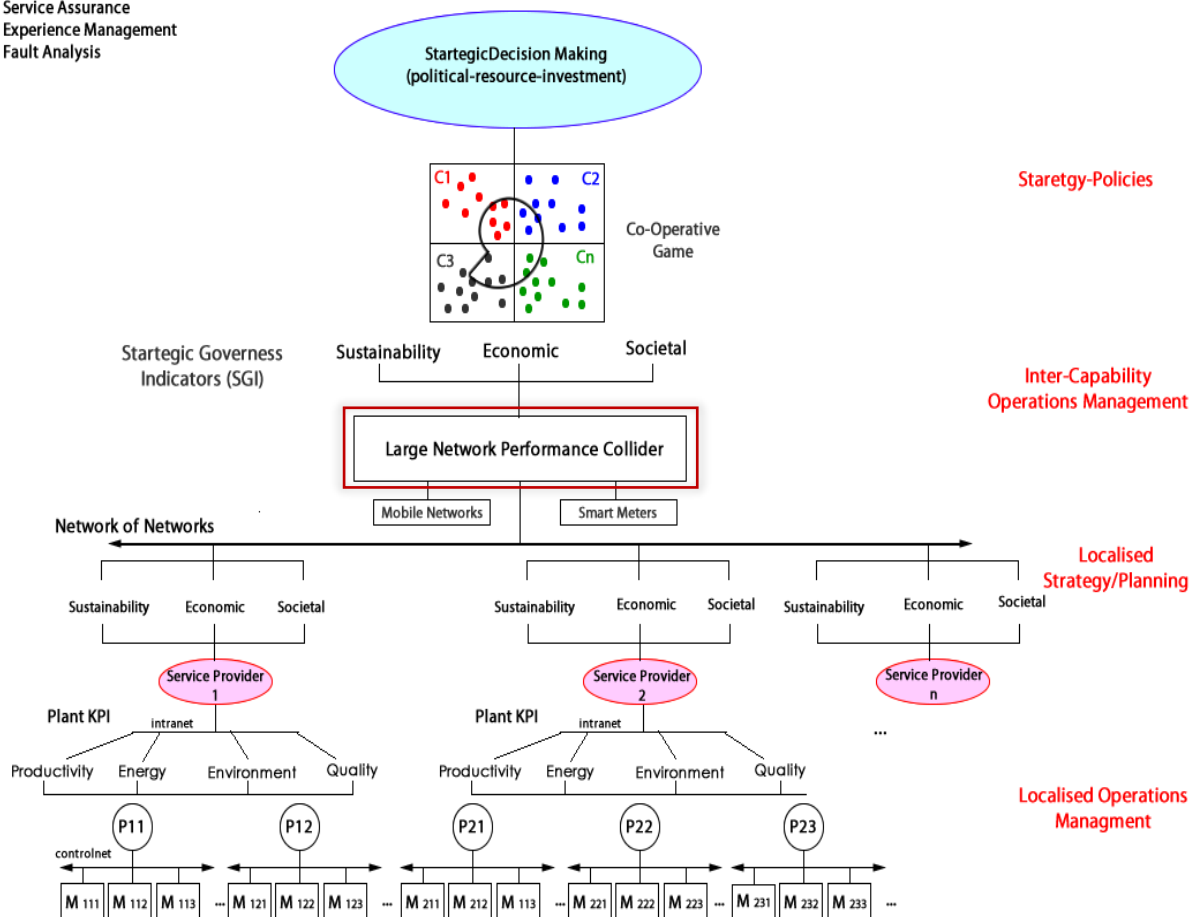 Service Assurance
Experience Management
Fault Analysis
StartegicDecision Making
(political-resource-investment)
C1
C2
C3
Cn
Co-Operative
Game
Staretgy-Policies
Startegic Governess
Indicators (SGI)
Sustainability Economic Societal
Inter-Capability
Operations Management
Large Network Performance Collider
Mobile Networks Smart Meters
Network of Networks
Localised
Strategy/Planning
Sustainability Economic Societal Sustainability Economic Societal Sustainability Economic Societal
Service Provider
1
Service Provider
2
Service Provider
n
Plant KPI intranet Plant KPI intranet
...
Productivity Energy Environment Quality Productivity Energy Environment Quality
Localised Operations
Managment
P11 P12 P21 P22 P23
controlnet
M 111 M 112 M 113 ... M 121 M 122 M 123 ... M 211 M 212 M 113 ... M 221 M 222 M 223 ... M 231 M 232 M 233 ...